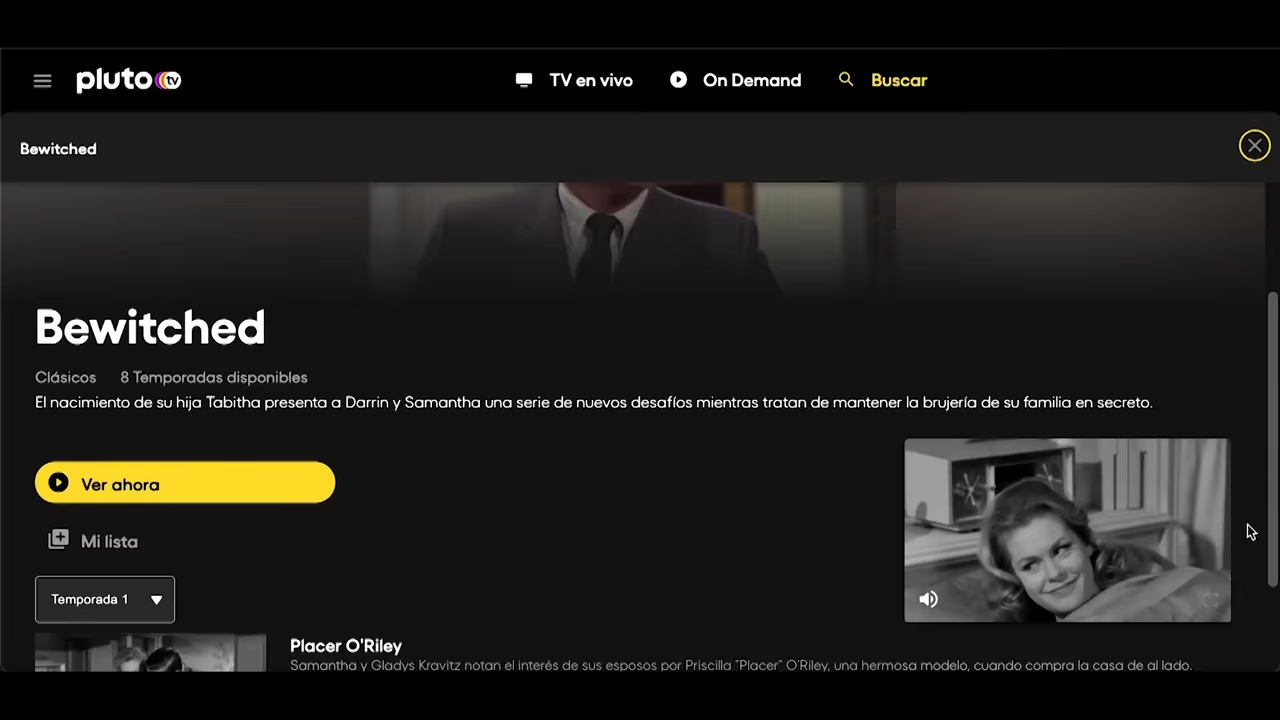 pluto tv
TV en vivo
On Demand
Buscar
Bewitched
Bewitched
Clásicos 8 Temporadas disponibles
El nacimiento de su hija Tabitha presenta a Darrin y Samantha una serie de nuevos desafíos mientras tratan de mantener la brujería de su familia en secreto.
Ver ahora
Mi lista
Temporada 1
Placer O'Riley
Samantha y Gladys Kravitz notan el interés de sus esposos por Priscilla "Placer" O'Riley, una hermosa modelo, cuando compra la casa de al lado.